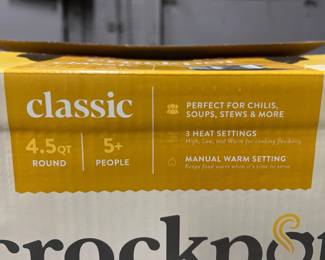 classic
4.5QT
ROUND
5+
PEOPLE
PERFECT FOR CHILIS,
SOUPS, STEWS & MORE
3 HEAT SETTINGS
High, Low, and Warm for cooking flexibility
MANUAL WARM SETTING
Keeps food warm when it's time to serve
crockpot